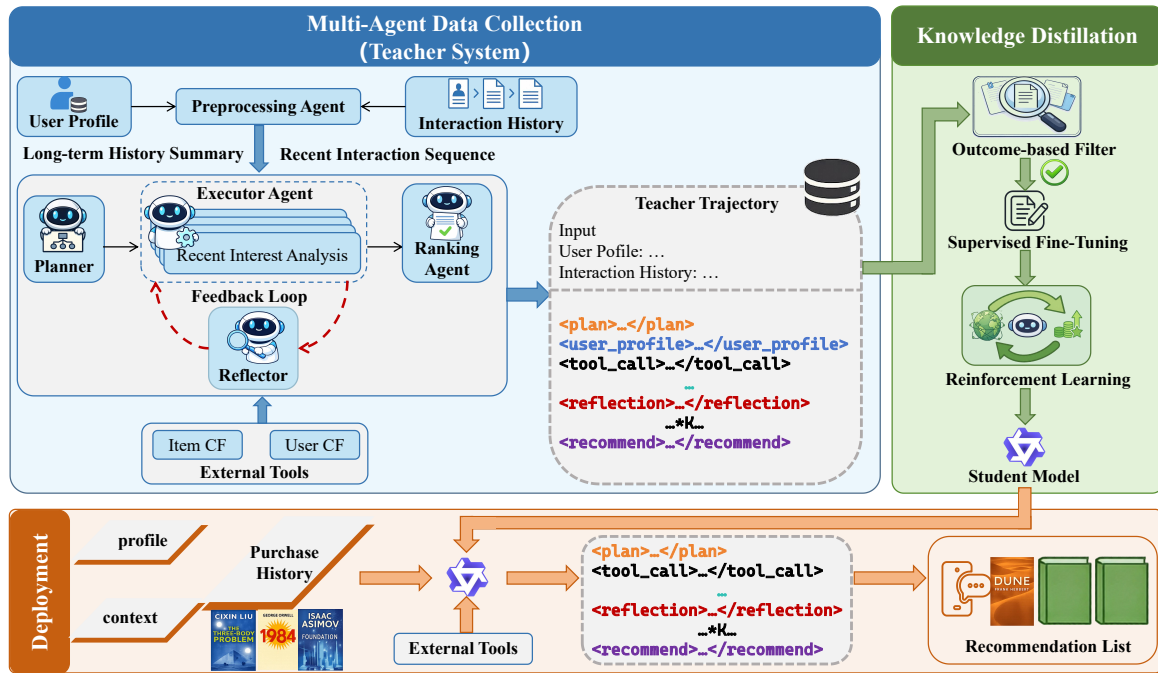 Multi-Agent Data Collection
(Teacher System)
Knowledge Distillation
User Profile
Preprocessing Agent
Interaction History
Long-term History Summary
Recent Interaction Sequence
Planner
Executor Agent
Recent Interest Analysis
Ranking
Agent
Feedback Loop
Reflector
Item CF
User CF
External Tools
Teacher Trajectory
Input
User Pofile: …
Interaction History: …
<plan>…</plan>
<user_profile>…</user_profile>
<tool_call>…</tool_call>
…
<reflection>…</reflection>
…*K…
<recommend>…</recommend>
Outcome-based Filter
Supervised Fine-Tuning
Reinforcement Learning
Student Model
Deployment
profile
context
Purchase
History
CIXIN LIU
THE
THREE-BODY
PROBLEM
GEORGE ORWELL
1984
ISAAC
ASIMOV
FOUNDATION
External Tools
<plan>…</plan>
<tool_call>…</tool_call>
…
<reflection>…</reflection>
…*K…
<recommend>…</recommend>
DUNE
FRANK HERBERT
Recommendation List